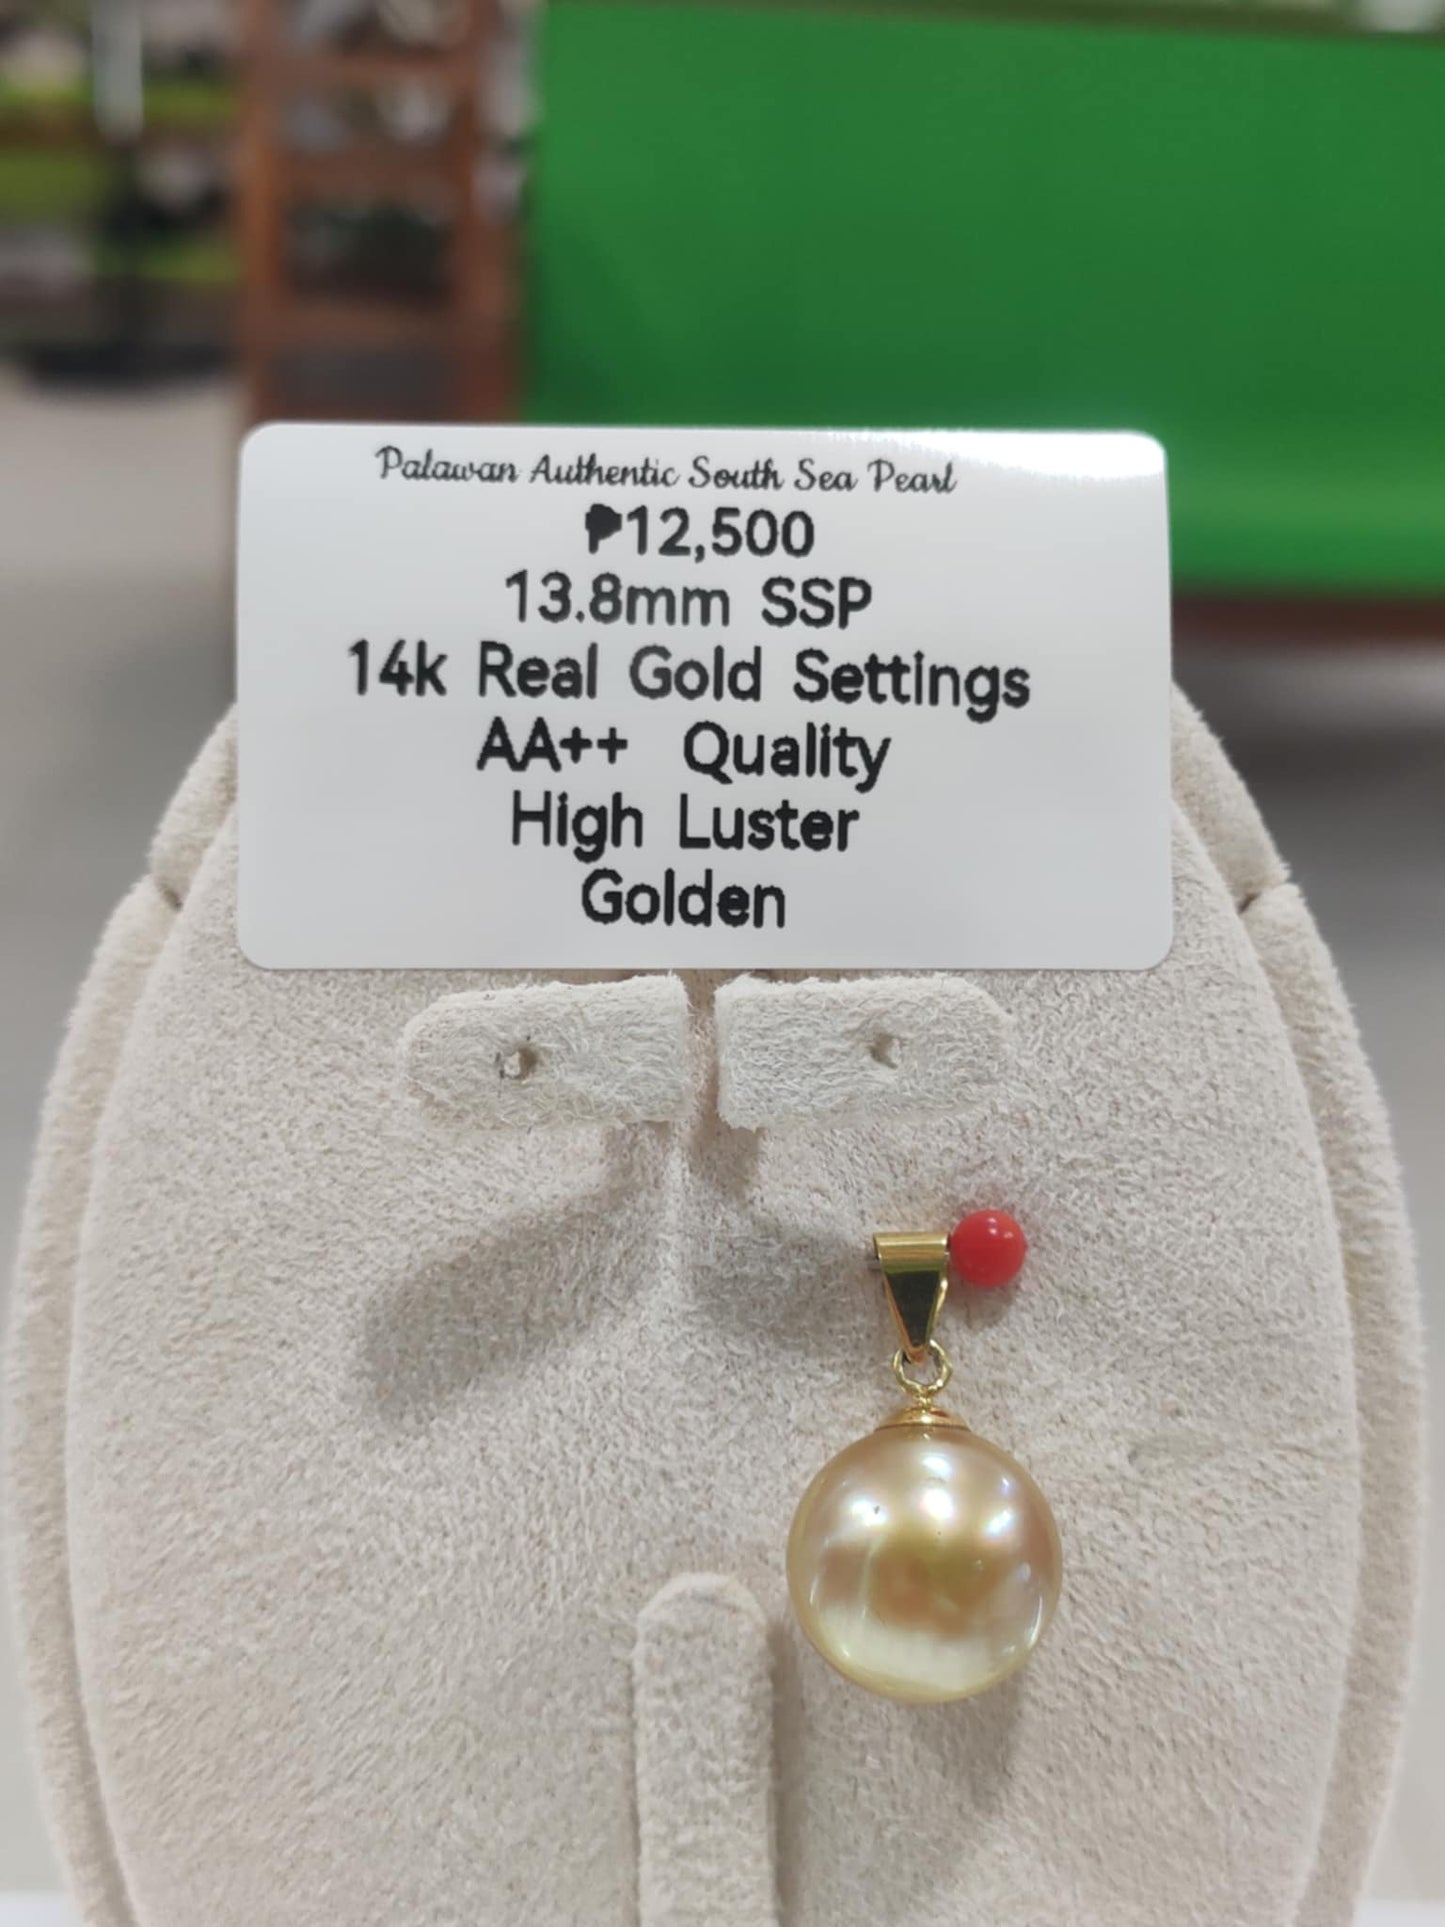 Palawan Authentic South Sea Pearl
₱12,500
13.8mm SSP
14k Real Gold Settings
AA++ Quality
High Luster
Golden